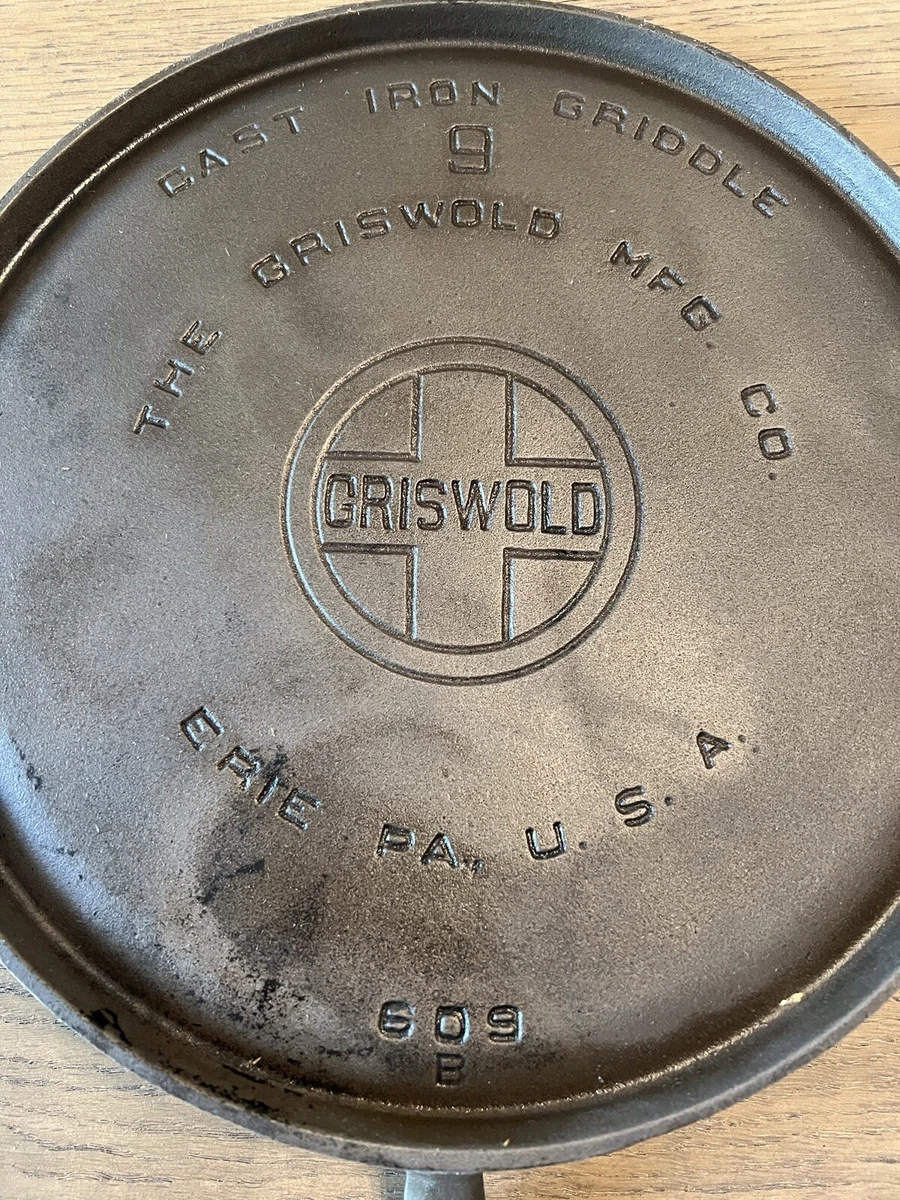 CAST IRON GRIDDLE
9
THE GRISWOLD MFG. CO.
GRISWOLD
ERIE PA., U.S.A.
609
B